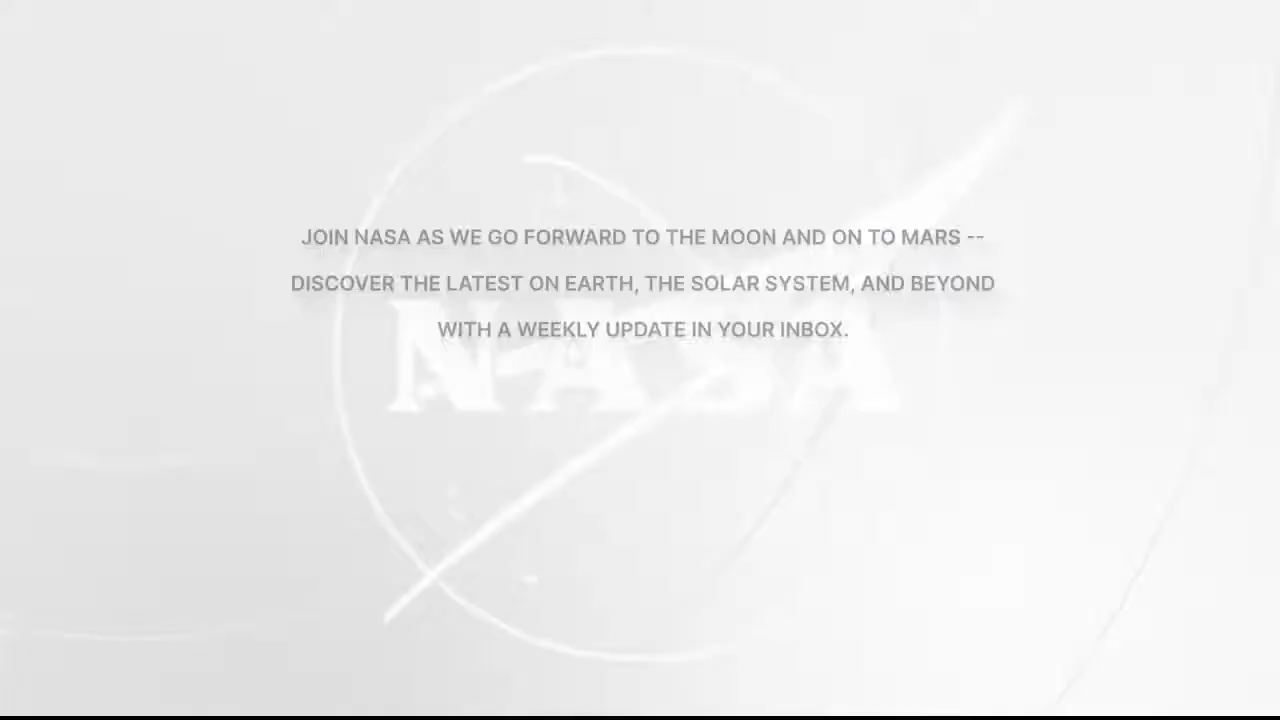 JOIN NASA AS WE GO FORWARD TO THE MOON AND ON TO MARS --
DISCOVER THE LATEST ON EARTH, THE SOLAR SYSTEM, AND BEYOND
WITH A WEEKLY UPDATE IN YOUR INBOX.
NASA